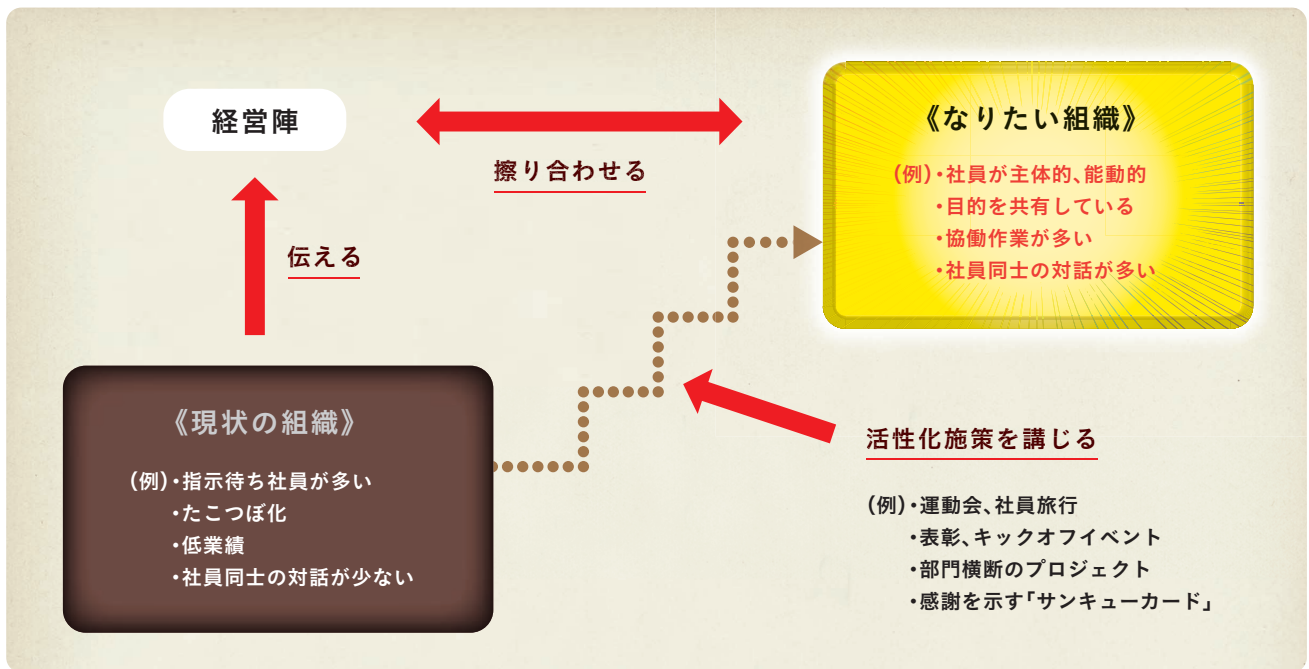 経営陣
擦り合わせる
伝える
《なりたい組織》
(例)・社員が主体的、能動的
・目的を共有している
・協働作業が多い
・社員同士の対話が多い
《現状の組織》
(例)・指示待ち社員が多い
・たこつぼ化
・低業績
・社員同士の対話が少ない
活性化施策を講じる
(例)・運動会、社員旅行
・表彰、キックオフイベント
・部門横断のプロジェクト
・感謝を示す「サンキューカード」